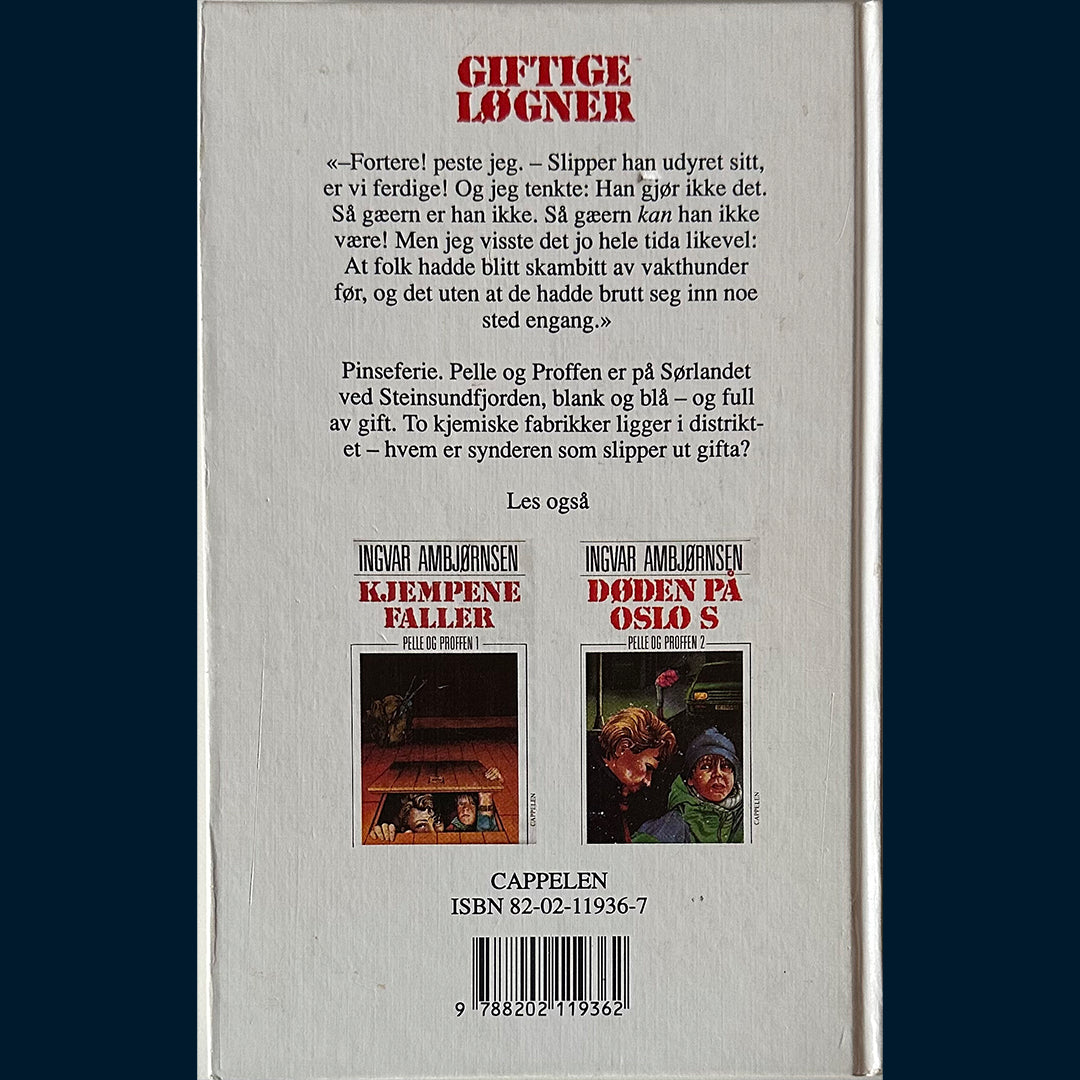 GIFTIGE
LØGNER
«–Fortere! peste jeg. – Slipper han udyret sitt,
er vi ferdige! Og jeg tenkte: Han gjør ikke det.
Så gæern er han ikke. Så gæern kan han ikke
være! Men jeg visste det jo hele tida likevel:
At folk hadde blitt skambitt av vakthunder
før, og det uten at de hadde brutt seg inn noe
sted engang.»
Pinseferie. Pelle og Proffen er på Sørlandet
ved Steinsundfjorden, blank og blå – og full
av gift. To kjemiske fabrikker ligger i distrikt-
et – hvem er synderen som slipper ut gifta?
Les også
INGVAR AMBJØRNSEN
KJEMPENE
FALLER
PELLE OG PROFFEN 1
CAPPELEN
INGVAR AMBJØRNSEN
DØDEN PÅ
OSLO S
PELLE OG PROFFEN 2
CAPPELEN
CAPPELEN
ISBN 82-02-11936-7
9 788202 119362